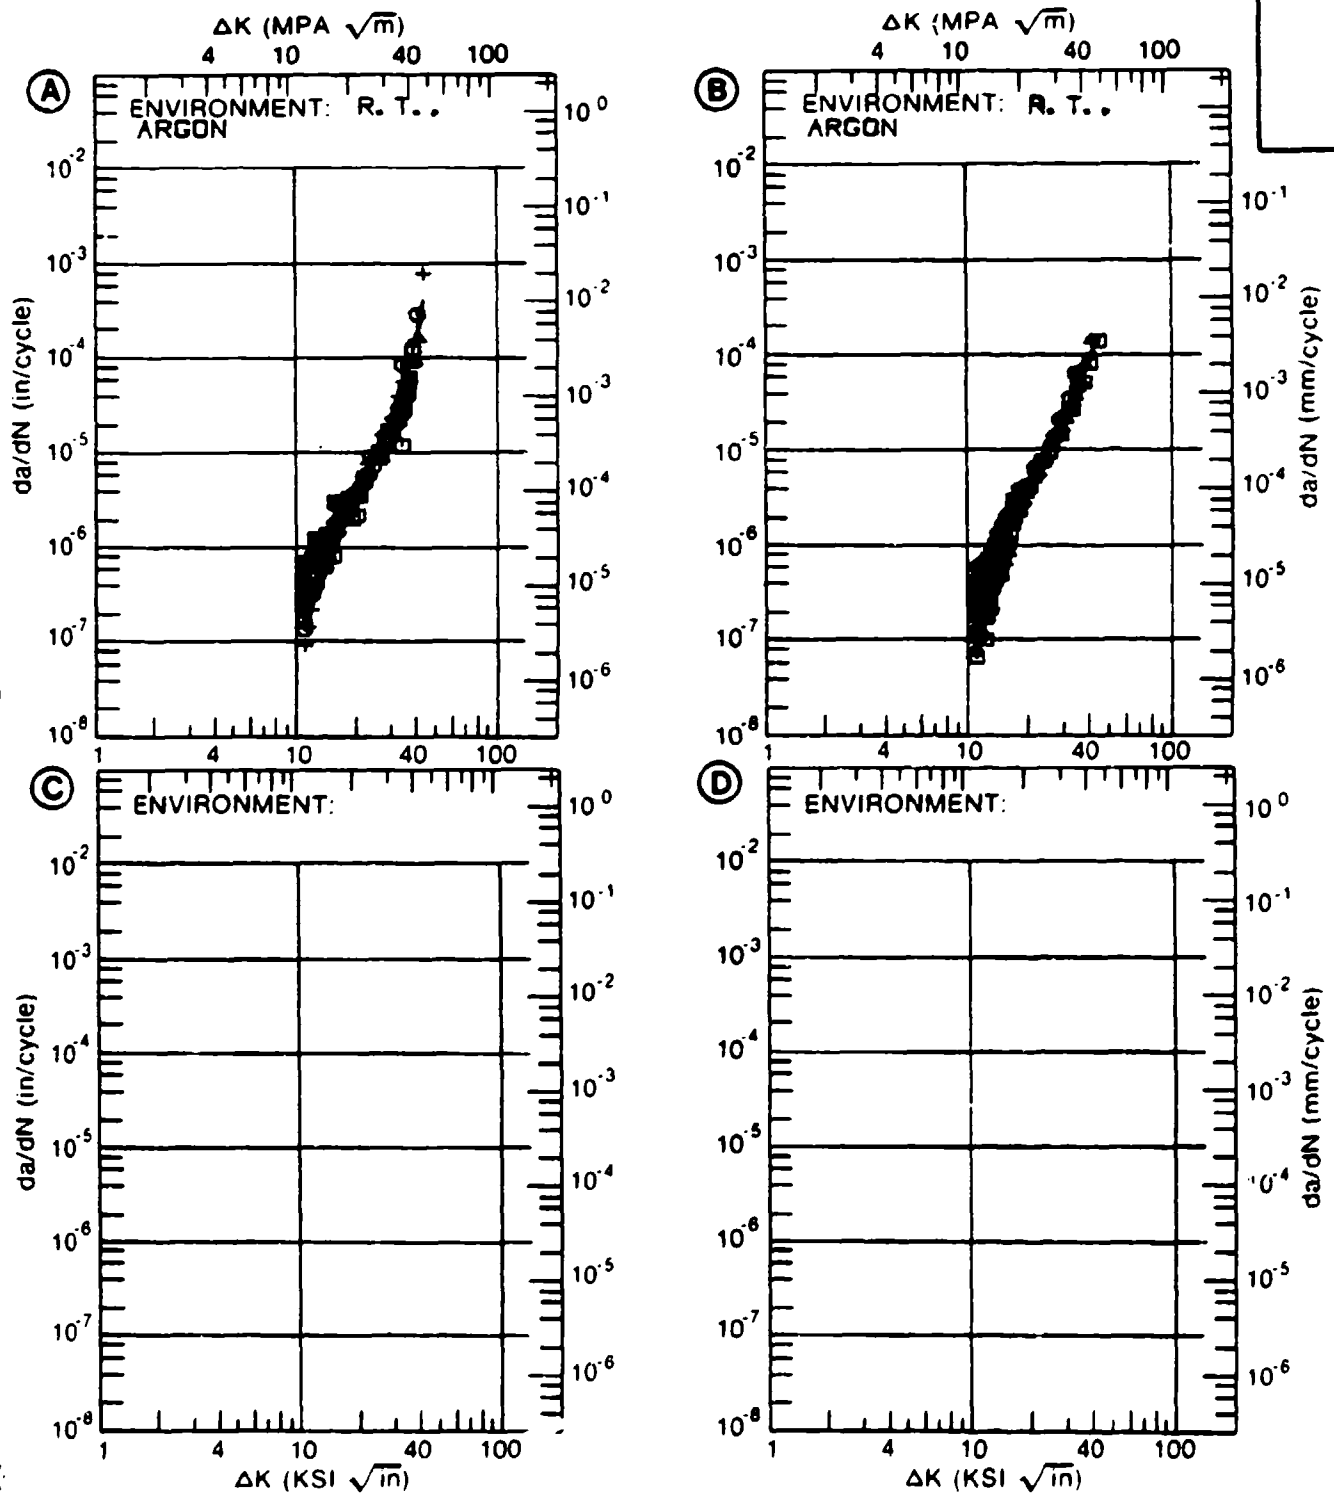 ΔK (MPA √m) ΔK (MPA √m)
4 10 40 100 4 10 40 100
A B
ENVIRONMENT: R. T.. ENVIRONMENT: R. T..
ARGON ARGON
10⁰
10⁻² 10⁻²
10⁻¹ 10⁻¹
10⁻³ 10⁻³
10⁻² 10⁻²
da/dN (in/cycle) da/dN (mm/cycle)
10⁻⁴ 10⁻⁴
10⁻³ 10⁻³
10⁻⁵ 10⁻⁵
10⁻⁴ 10⁻⁴
10⁻⁶ 10⁻⁶
10⁻⁵ 10⁻⁵
10⁻⁷ 10⁻⁷
10⁻⁶ 10⁻⁶
10⁻⁸ 10⁻⁸
1 4 10 40 100 1 4 10 40 100
C D
ENVIRONMENT: ENVIRONMENT:
10⁰ 10⁰
10⁻² 10⁻²
10⁻¹ 10⁻¹
10⁻³ 10⁻³
10⁻² 10⁻²
da/dN (in/cycle) da/dN (mm/cycle)
10⁻⁴ 10⁻⁴
10⁻³ 10⁻³
10⁻⁵ 10⁻⁵
10⁻⁴ 10⁻⁴
10⁻⁶ 10⁻⁶
10⁻⁵ 10⁻⁵
10⁻⁷ 10⁻⁷
10⁻⁶ 10⁻⁶
10⁻⁸ 10⁻⁸
1 4 10 40 100 1 4 10 40 100
ΔK (KSI √in) ΔK (KSI √in)